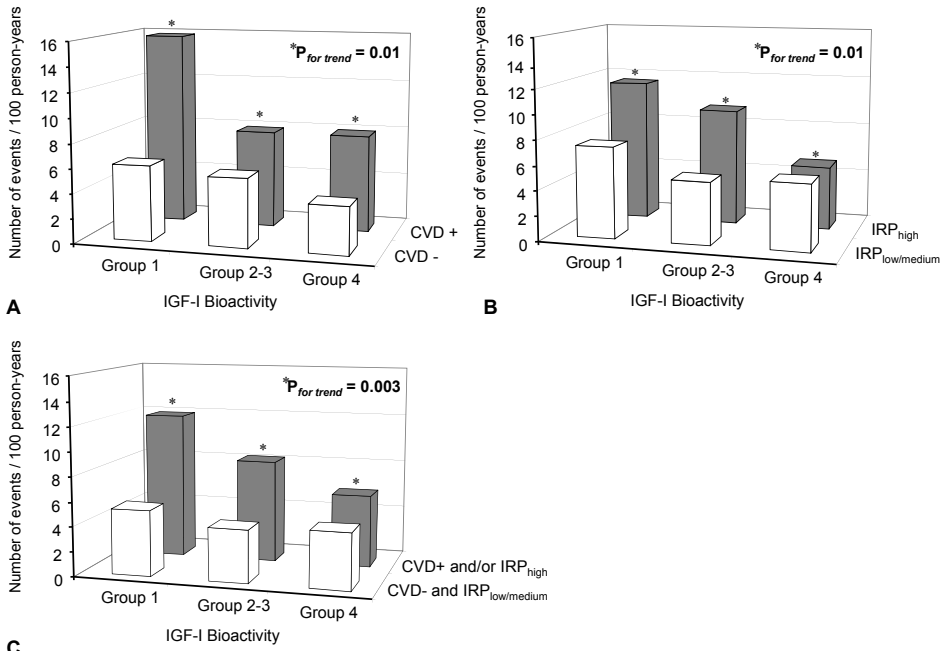 Number of events / 100 person-years
16
14
12
10
8
6
4
2
0
*
*
*
*P for trend = 0.01
CVD +
CVD -
Group 1
Group 2-3
Group 4
IGF-I Bioactivity
A
Number of events / 100 person-years
16
14
12
10
8
6
4
2
0
*
*
*
*P for trend = 0.01
IRPhigh
IRPlow/medium
Group 1
Group 2-3
Group 4
IGF-I Bioactivity
B
Number of events / 100 person-years
16
14
12
10
8
6
4
2
0
*
*
*
*P for trend = 0.003
CVD+ and/or IRPhigh
CVD- and IRPlow/medium
Group 1
Group 2-3
Group 4
IGF-I Bioactivity
C